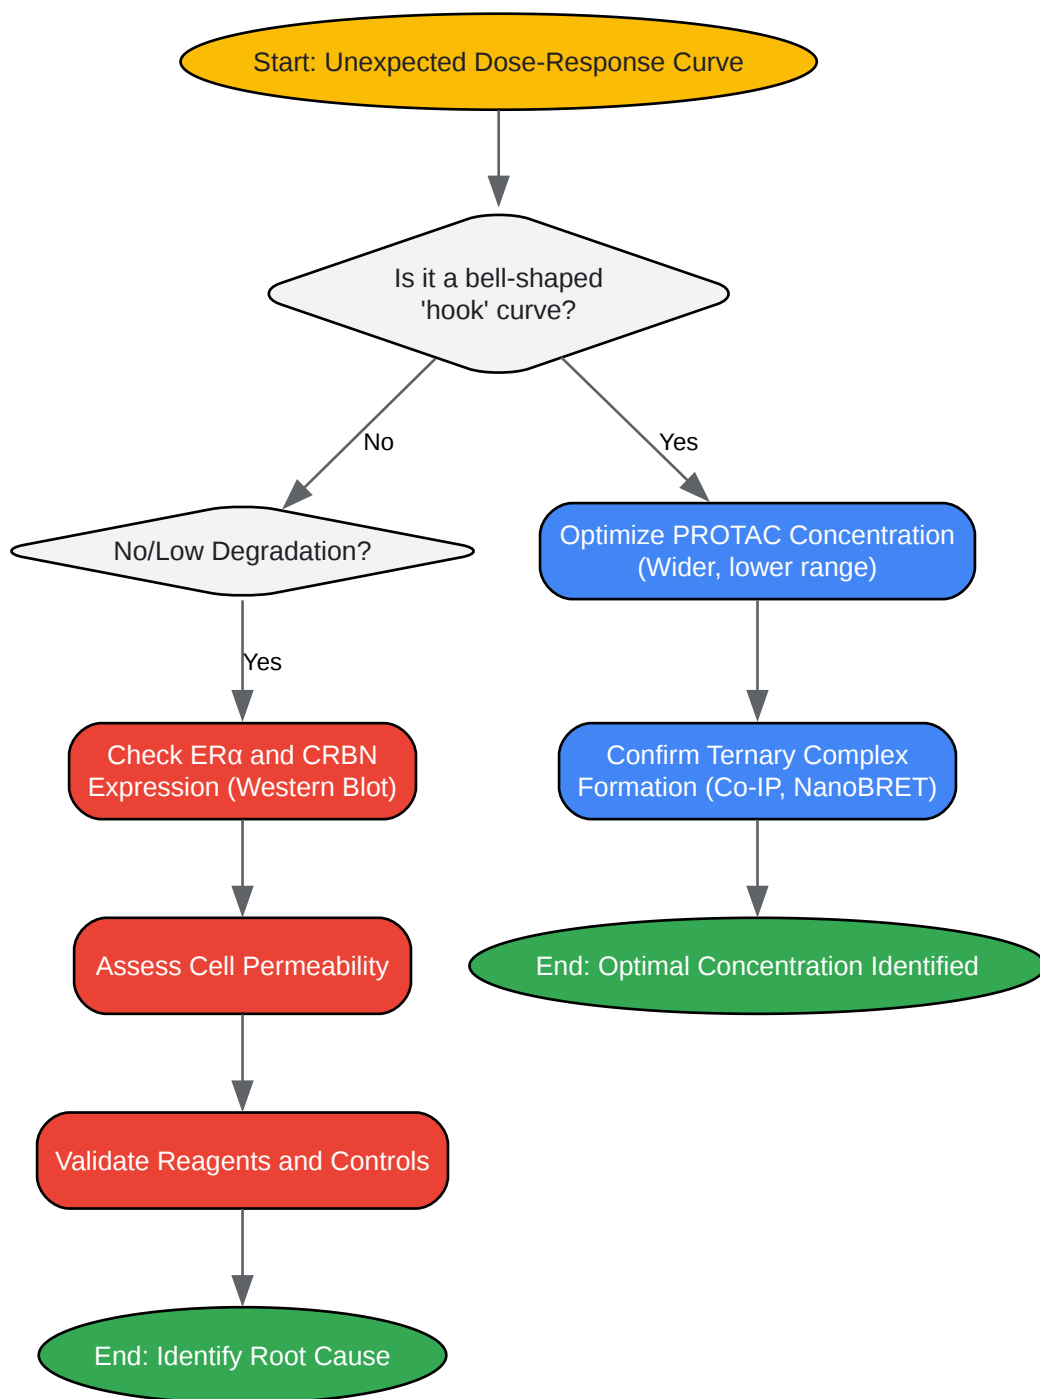 Start: Unexpected Dose-Response Curve
Is it a bell-shaped
'hook' curve?
No
Yes
No/Low Degradation?
Optimize PROTAC Concentration
(Wider, lower range)
Yes
Check ERα and CRBN
Expression (Western Blot)
Confirm Ternary Complex
Formation (Co-IP, NanoBRET)
Assess Cell Permeability
End: Optimal Concentration Identified
Validate Reagents and Controls
End: Identify Root Cause